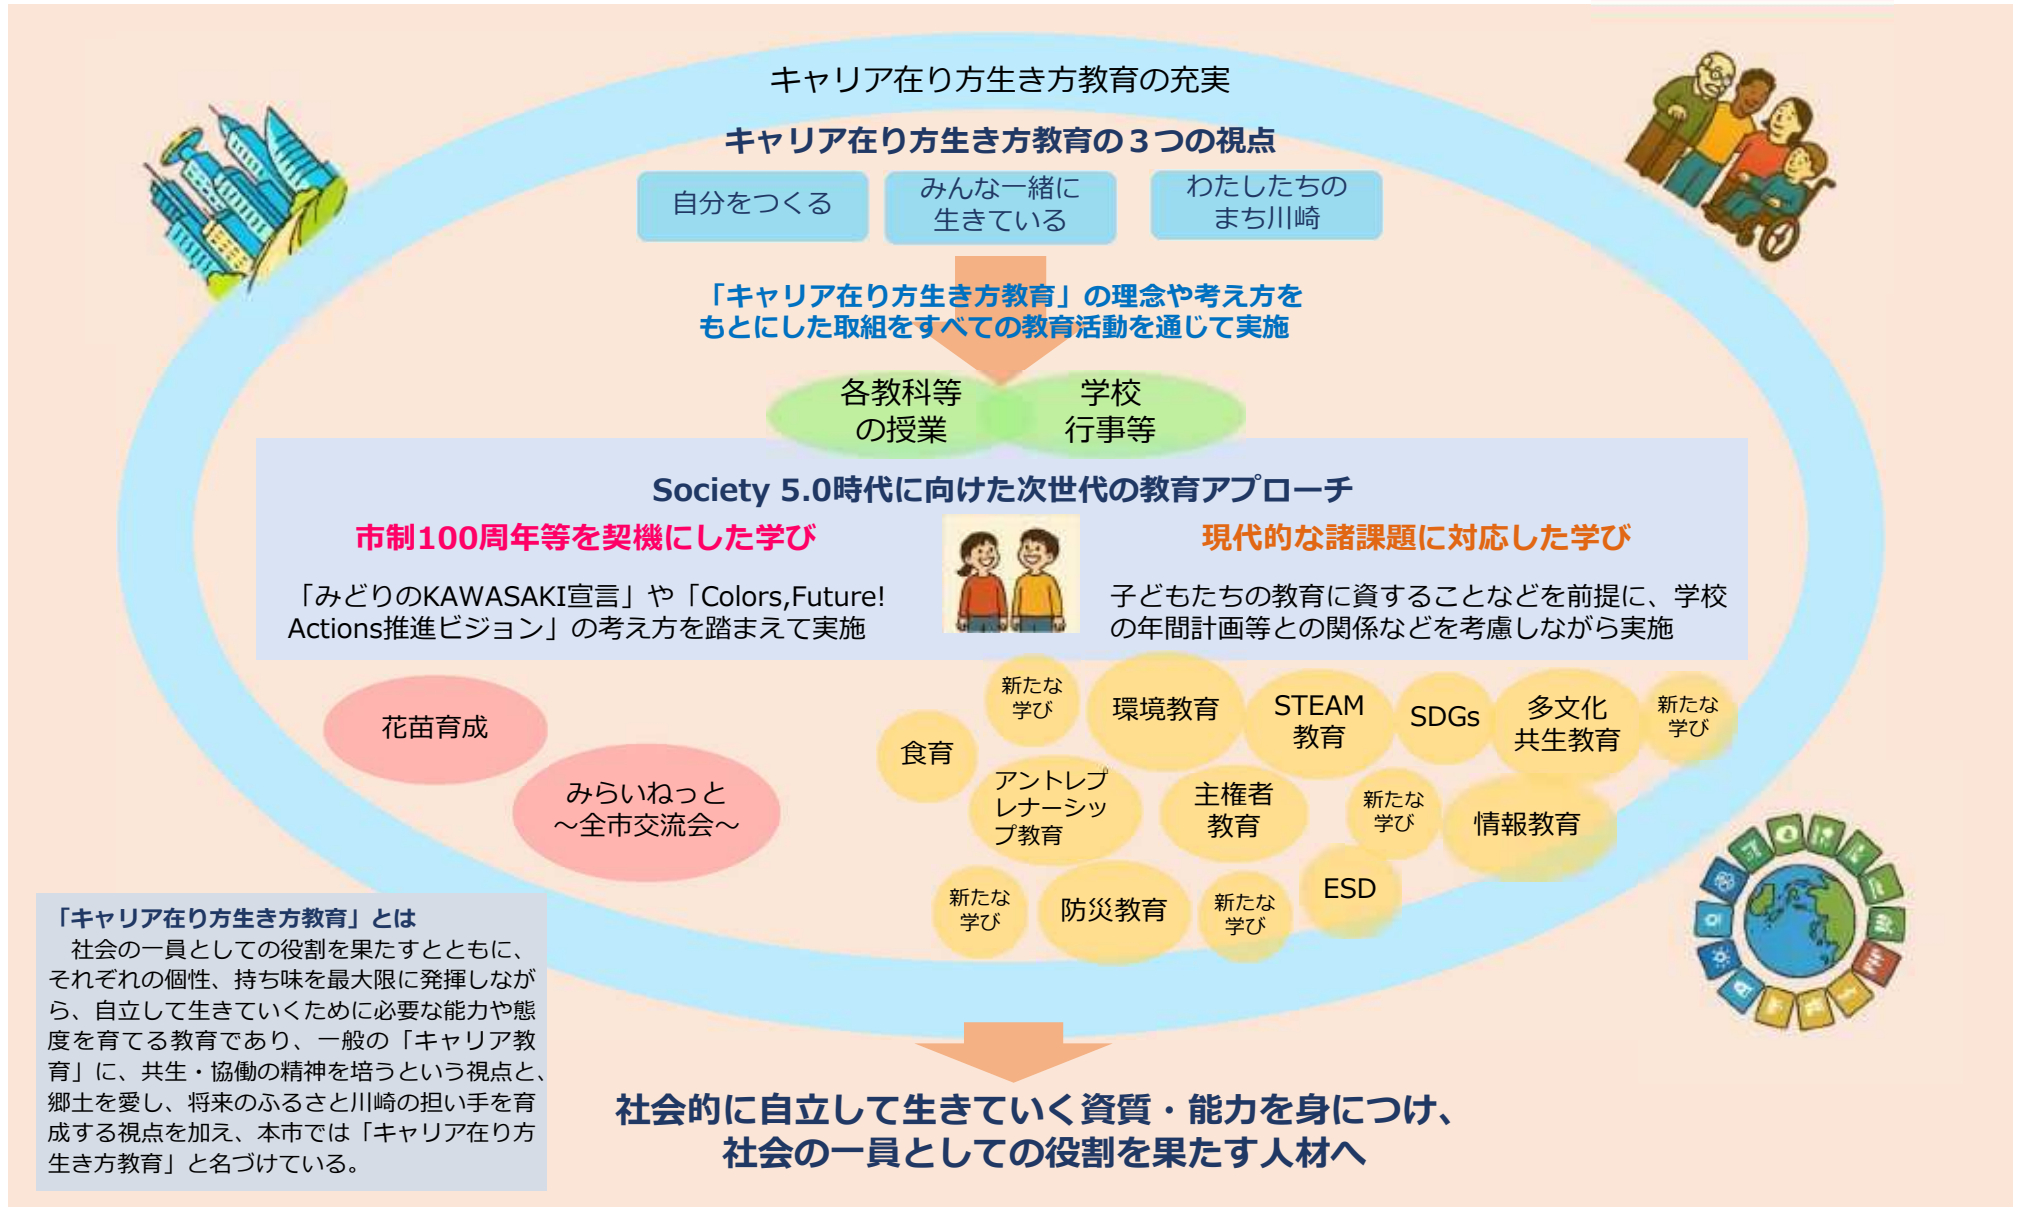 キャリア在り方生き方教育の充実
キャリア在り方生き方教育の３つの視点
自分をつくる
みんな一緒に
生きている
わたしたちの
まち川崎
「キャリア在り方生き方教育」の理念や考え方を
もとにした取組をすべての教育活動を通じて実施
各教科等
の授業
学校
行事等
Society 5.0時代に向けた次世代の教育アプローチ
市制100周年等を契機にした学び
「みどりのKAWASAKI宣言」や「Colors,Future!
Actions推進ビジョン」の考え方を踏まえて実施
現代的な諸課題に対応した学び
子どもたちの教育に資することなどを前提に、学校
の年間計画等との関係などを考慮しながら実施
花苗育成
みらいねっと
～全市交流会～
新たな
学び
環境教育
STEAM
教育
SDGs
多文化
共生教育
新たな
学び
食育
アントレプ
レナーシッ
プ教育
主権者
教育
新たな
学び
情報教育
新たな
学び
防災教育
新たな
学び
ESD
「キャリア在り方生き方教育」とは
社会の一員としての役割を果たすとともに、
それぞれの個性、持ち味を最大限に発揮しなが
ら、自立して生きていくために必要な能力や態
度を育てる教育であり、一般の「キャリア教
育」に、共生・協働の精神を培うという視点と、
郷土を愛し、将来のふるさと川崎の担い手を育
成する視点を加え、本市では「キャリア在り方
生き方教育」と名づけている。
社会的に自立して生きていく資質・能力を身につけ、
社会の一員としての役割を果たす人材へ